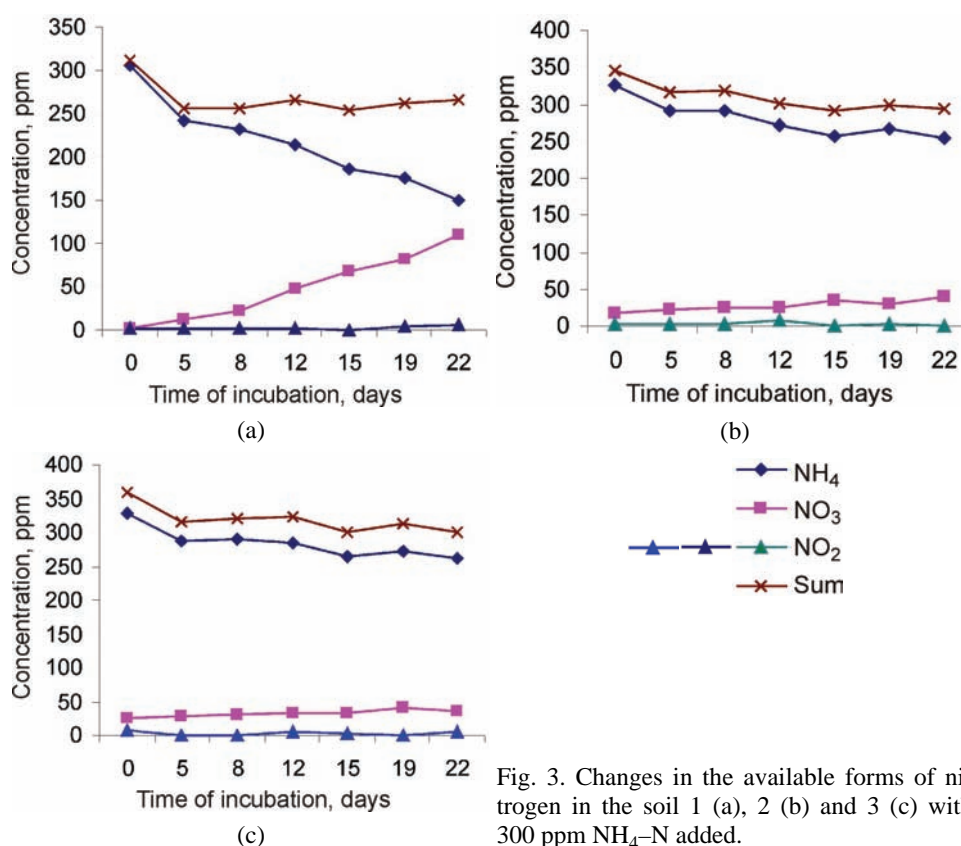 350
300
250
200
150
100
50
0
Concentration, ppm
0 5 8 12 15 19 22
Time of incubation, days
(a)
400
350
300
250
200
150
100
50
0
Concentration, ppm
0 5 8 12 15 19 22
Time of incubation, days
(b)
400
350
300
250
200
150
100
50
0
Concentration, ppm
0 5 8 12 15 19 22
Time of incubation, days
(c)
NH₄
NO₃
NO₂
Sum
Fig. 3. Changes in the available forms of ni
trogen in the soil 1 (a), 2 (b) and 3 (c) with
300 ppm NH₄–N added.